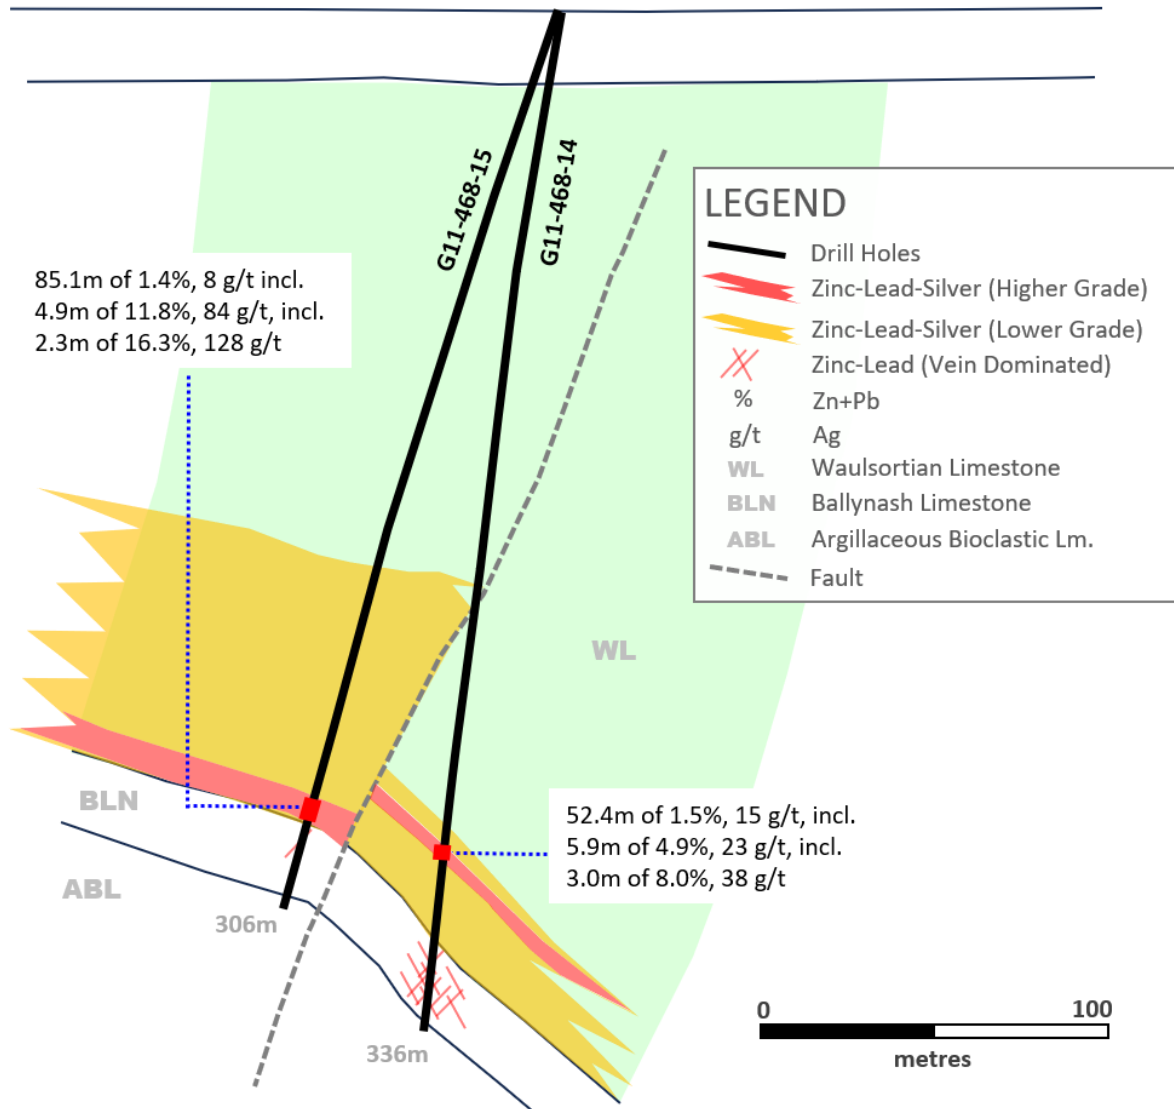 G11-468-15
G11-468-14
LEGEND
Drill Holes
Zinc-Lead-Silver (Higher Grade)
Zinc-Lead-Silver (Lower Grade)
Zinc-Lead (Vein Dominated)
% Zn+Pb
g/t Ag
WL Waulsortian Limestone
BLN Ballynash Limestone
ABL Argillaceous Bioclastic Lm.
Fault
85.1m of 1.4%, 8 g/t incl.
4.9m of 11.8%, 84 g/t, incl.
2.3m of 16.3%, 128 g/t
WL
BLN
ABL
52.4m of 1.5%, 15 g/t, incl.
5.9m of 4.9%, 23 g/t, incl.
3.0m of 8.0%, 38 g/t
306m
336m
0 100
metres